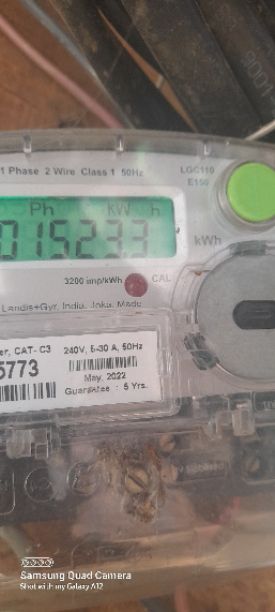 1 Phase 2 Wire Class 1 50Hz
LGC110
E150
Ph kW h
015233
kWh
3200 imp/kWh CAL
Landis+Gyr, India, Joka. Made
er, CAT- C3
240V, 5-30 A, 50Hz
5773
May, 2022
Guarantee : 5 Yrs.
Samsung Quad Camera
Shot with my Galaxy A12